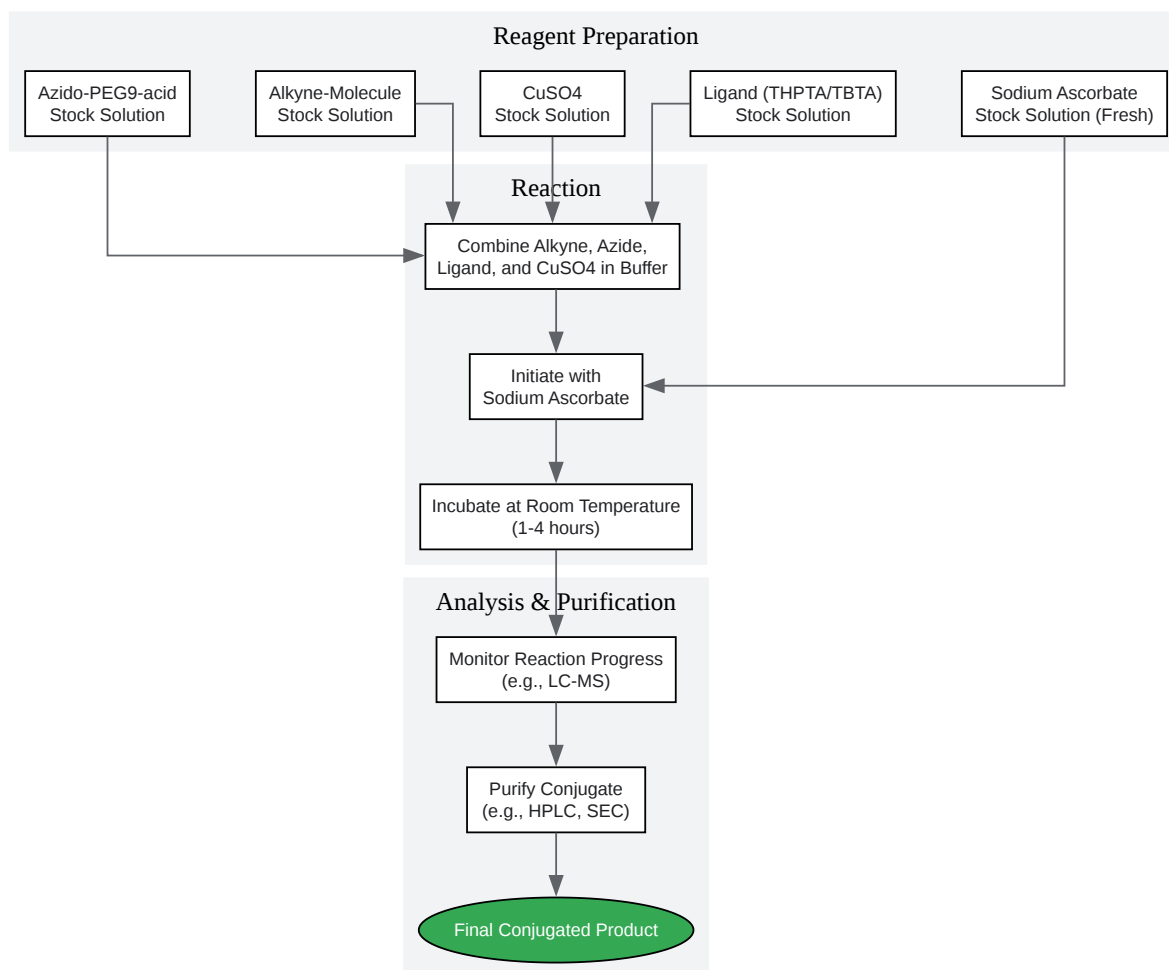 Reagent Preparation
Azido-PEG9-acid
Stock Solution
Alkyne-Molecule
Stock Solution
CuSO4
Stock Solution
Ligand (THPTA/TBTA)
Stock Solution
Sodium Ascorbate
Stock Solution (Fresh)
Reaction
Combine Alkyne, Azide,
Ligand, and CuSO4 in Buffer
Initiate with
Sodium Ascorbate
Incubate at Room Temperature
(1-4 hours)
Analysis & Purification
Monitor Reaction Progress
(e.g., LC-MS)
Purify Conjugate
(e.g., HPLC, SEC)
Final Conjugated Product